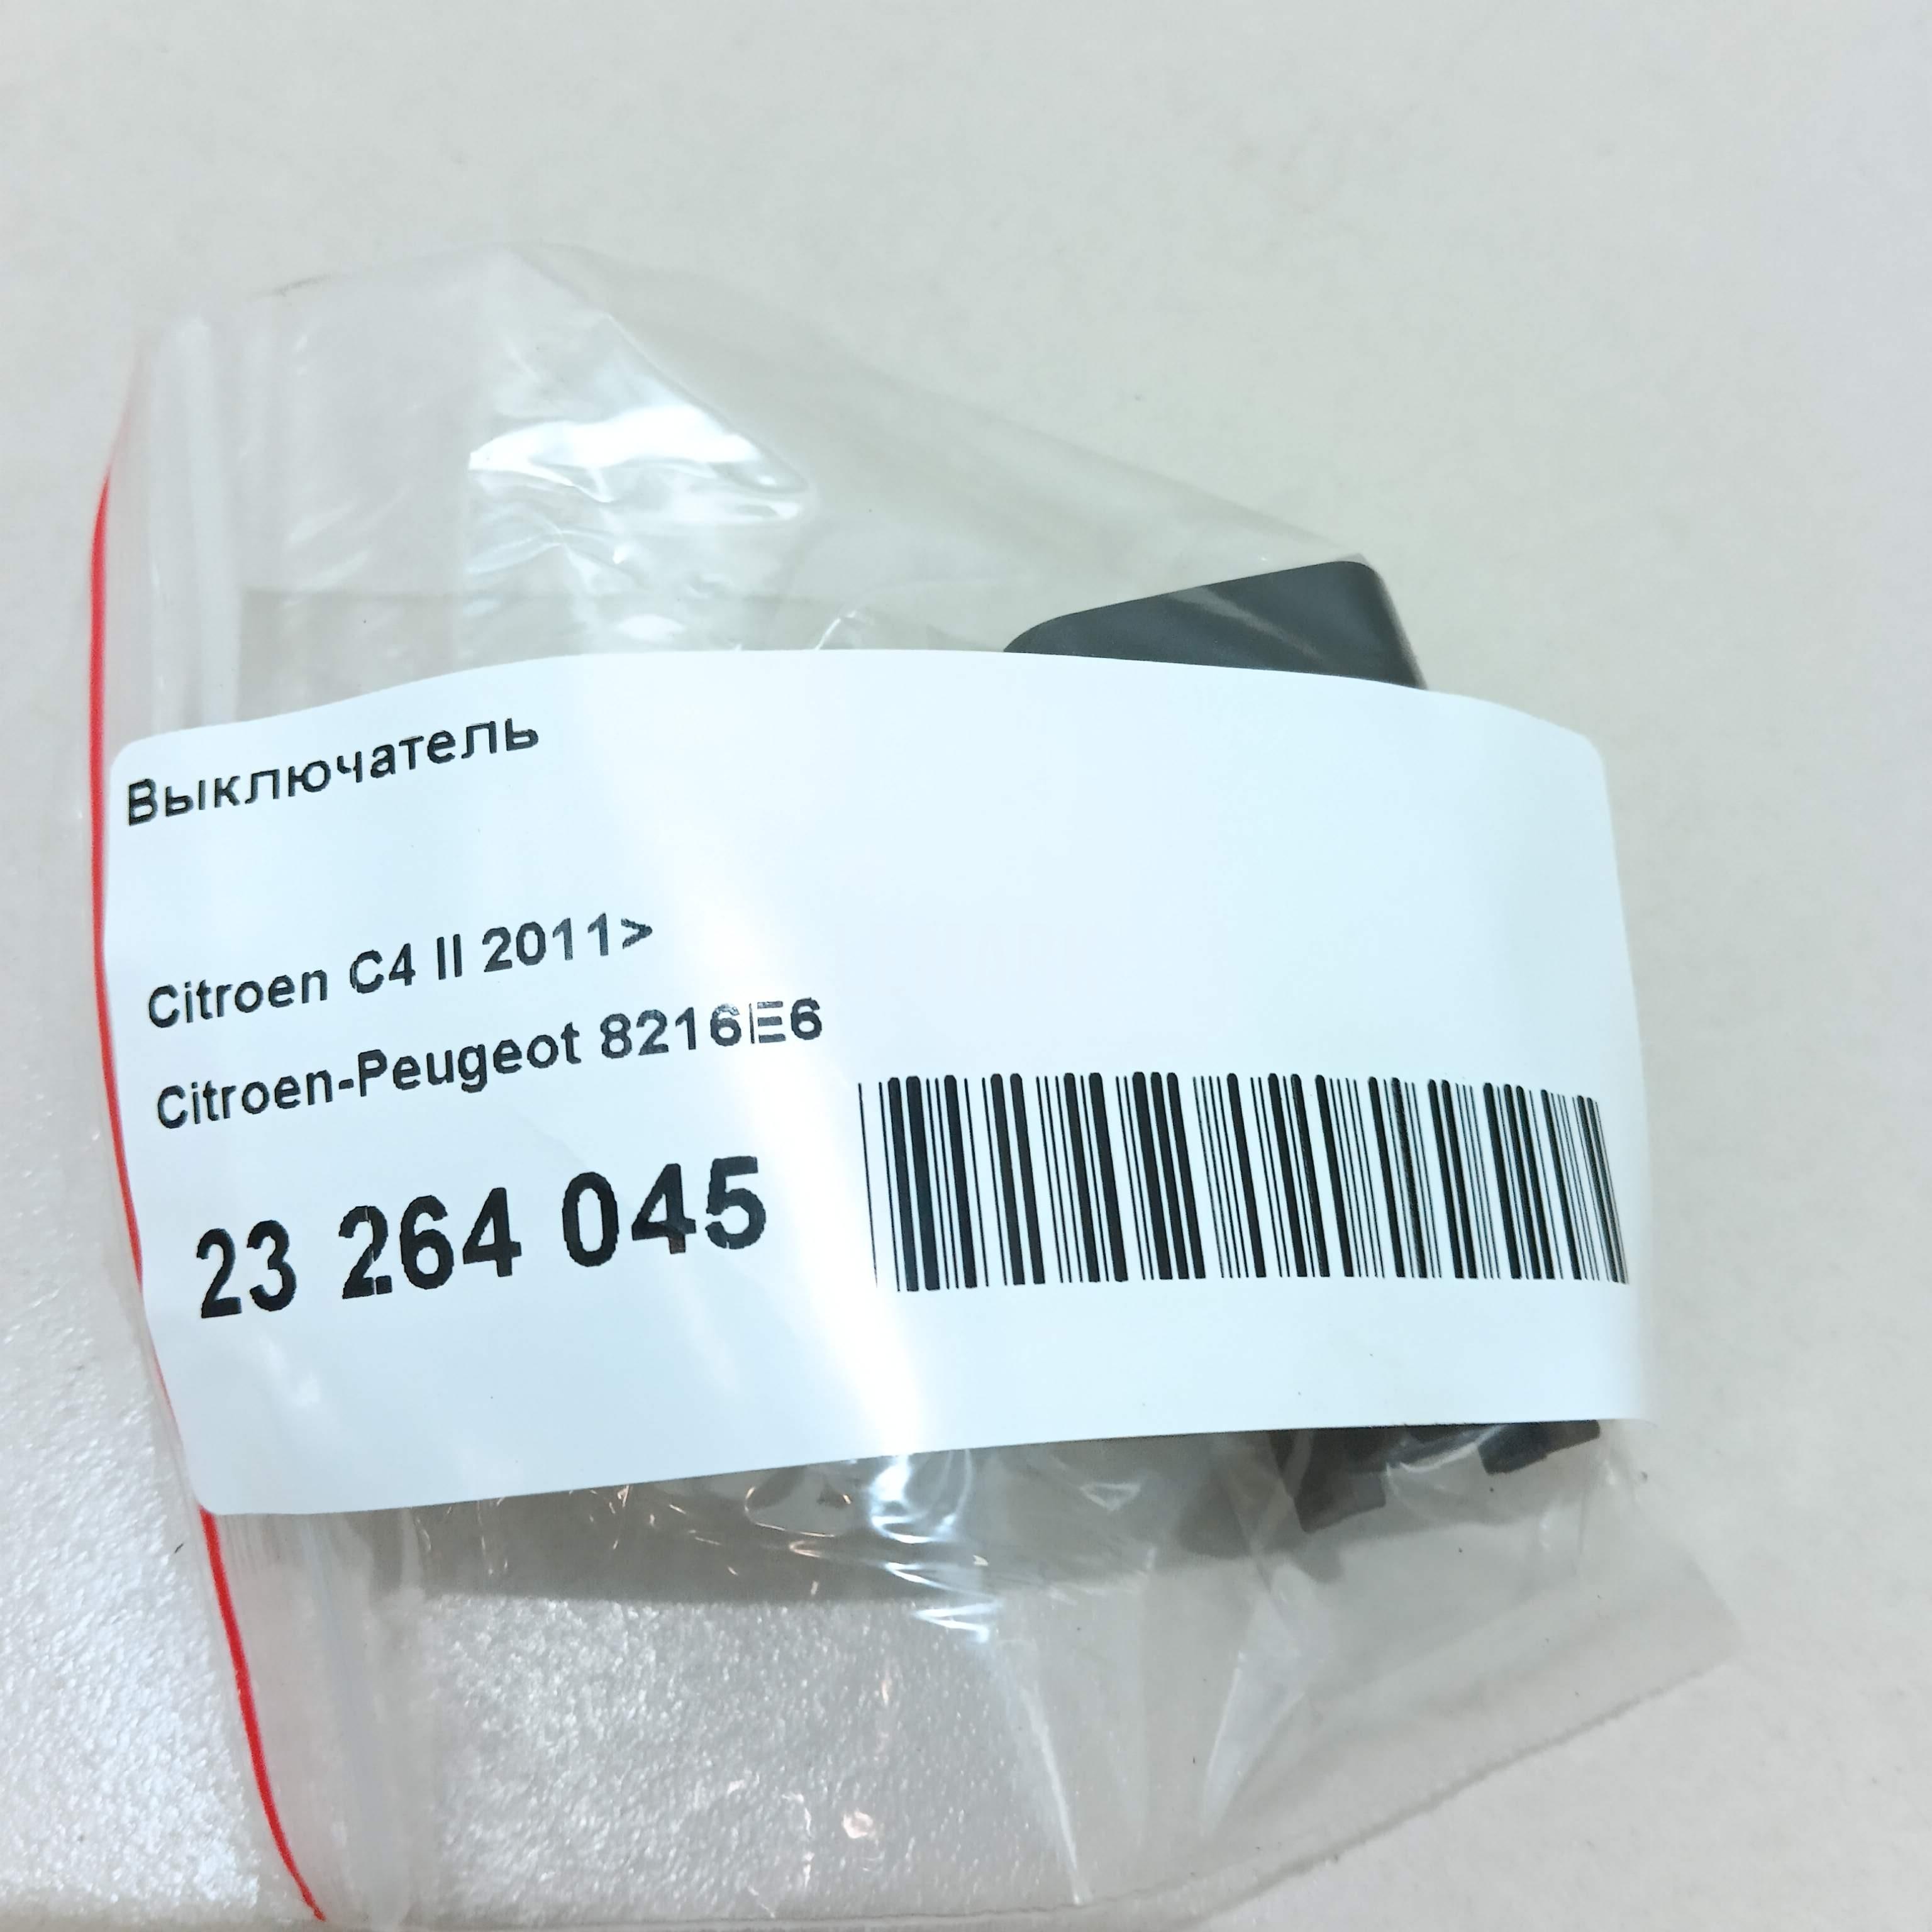 Выключатель
Citroen C4 II 2011>
Citroen-Peugeot 8216E6
23 264 045